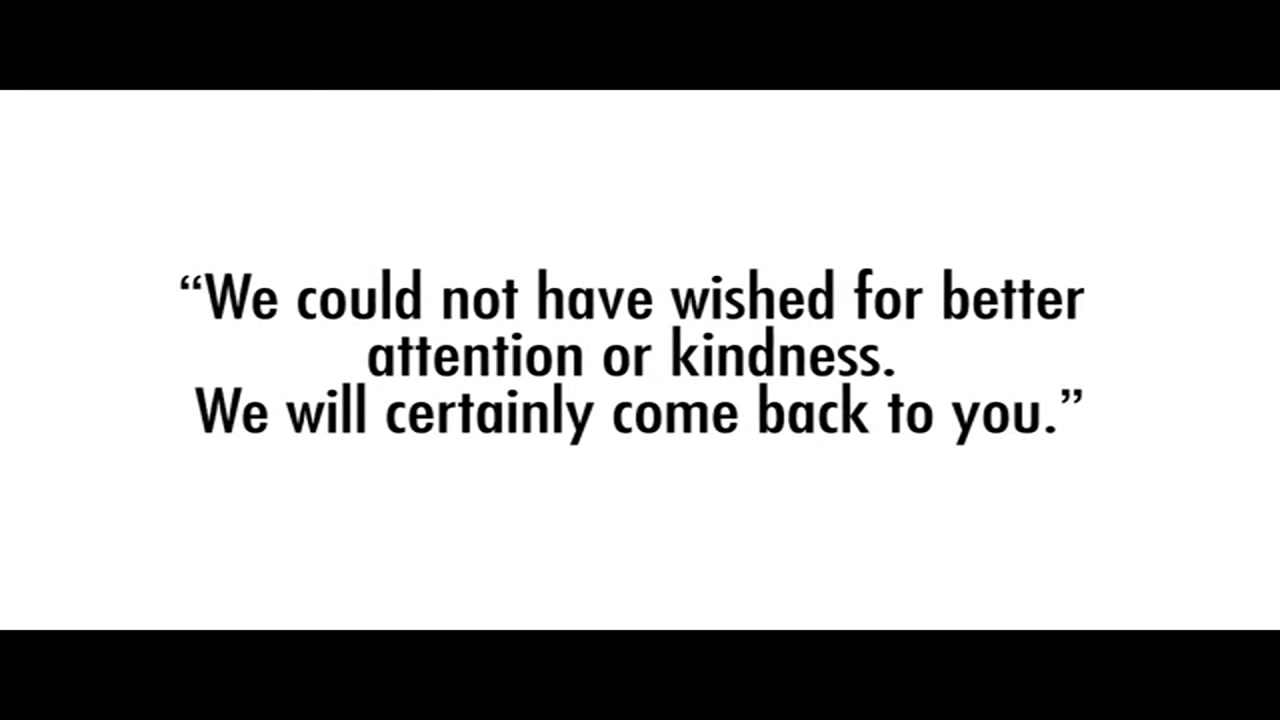 “We could not have wished for better
attention or kindness.
We will certainly come back to you.”